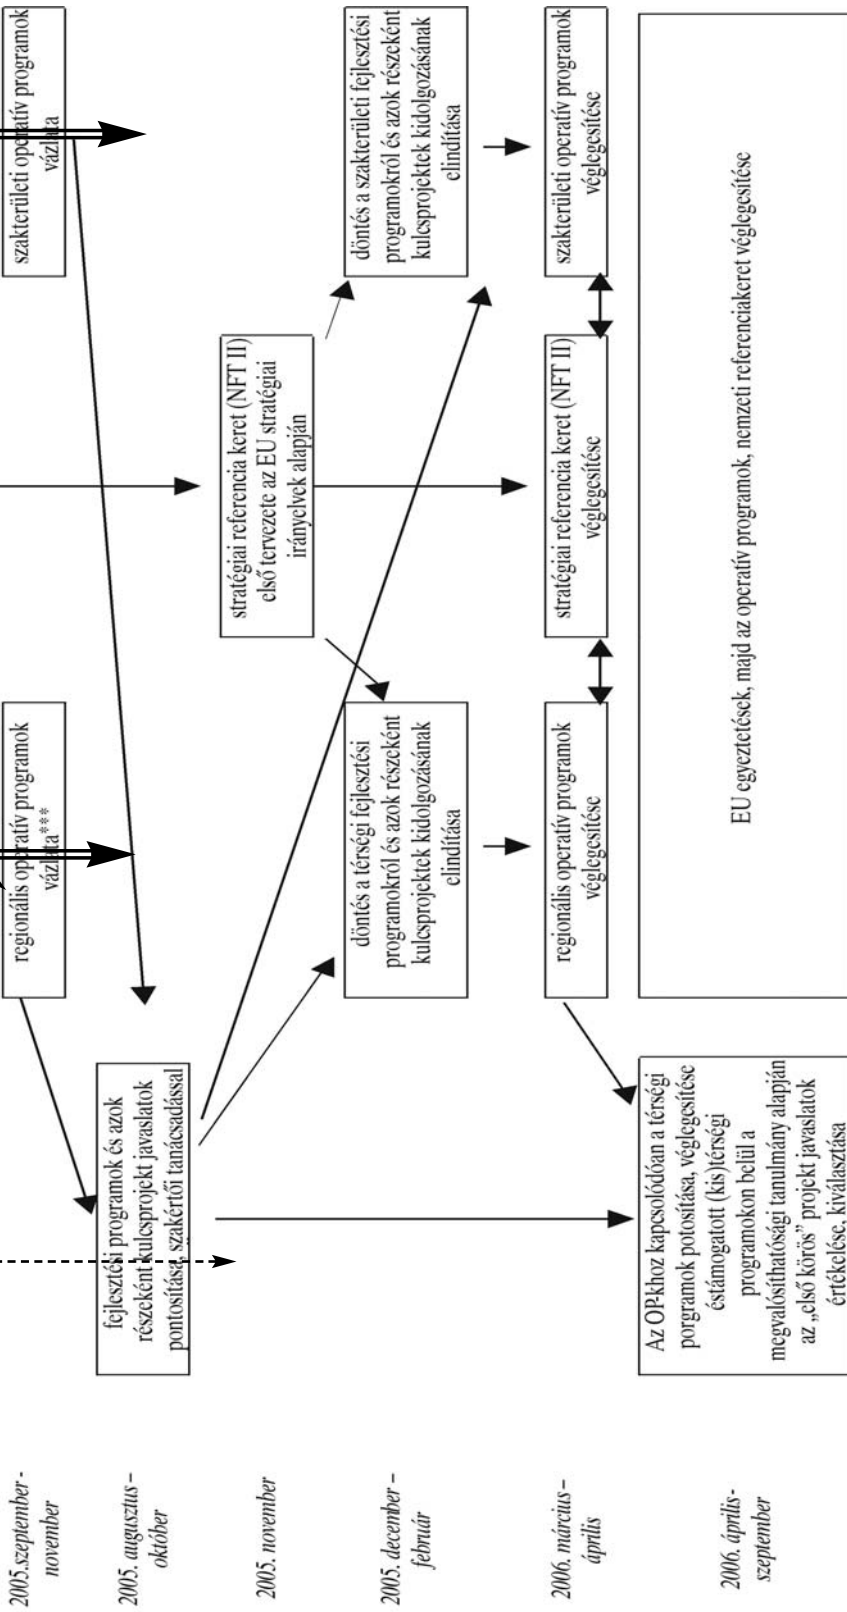 2005.szeptember -
november
regionális operatív programok
vázlata***
szakterületi operatív programok
vázlata
2005. augusztus –
október
fejlesztési programok és azok
részeként kulcsprojekt javaslatok
pontosítása, szakértői tanácsadással
2005. november
stratégiai referencia keret (NFT II)
első tervezete az EU stratégiai
irányelvek alapján
2005. december –
február
döntés a térségi fejlesztési
programokról és azok részeként
kulcsprojektek kidolgozásának
elindítása
döntés a szakterületi fejlesztési
programokról és azok részeként
kulcsprojektek kidolgozásának
elindítása
2006. március –
április
regionális operatív programok
véglegesítése
stratégiai referencia keret (NFT II)
véglegesítése
szakterületi operatív programok
véglegesítése
2006. április-
szeptember
Az OP-khoz kapcsolódóan a térségi
porgramok potosítása, véglegesítése
éstámogatott (kis)térségi
programokon belül a
megvalósíthatósági tanulmány alapján
az „első körös” projekt javaslatok
értékelése, kiválasztása
EU egyeztetések, majd az operatív programok, nemzeti referenciakeret véglegesítése